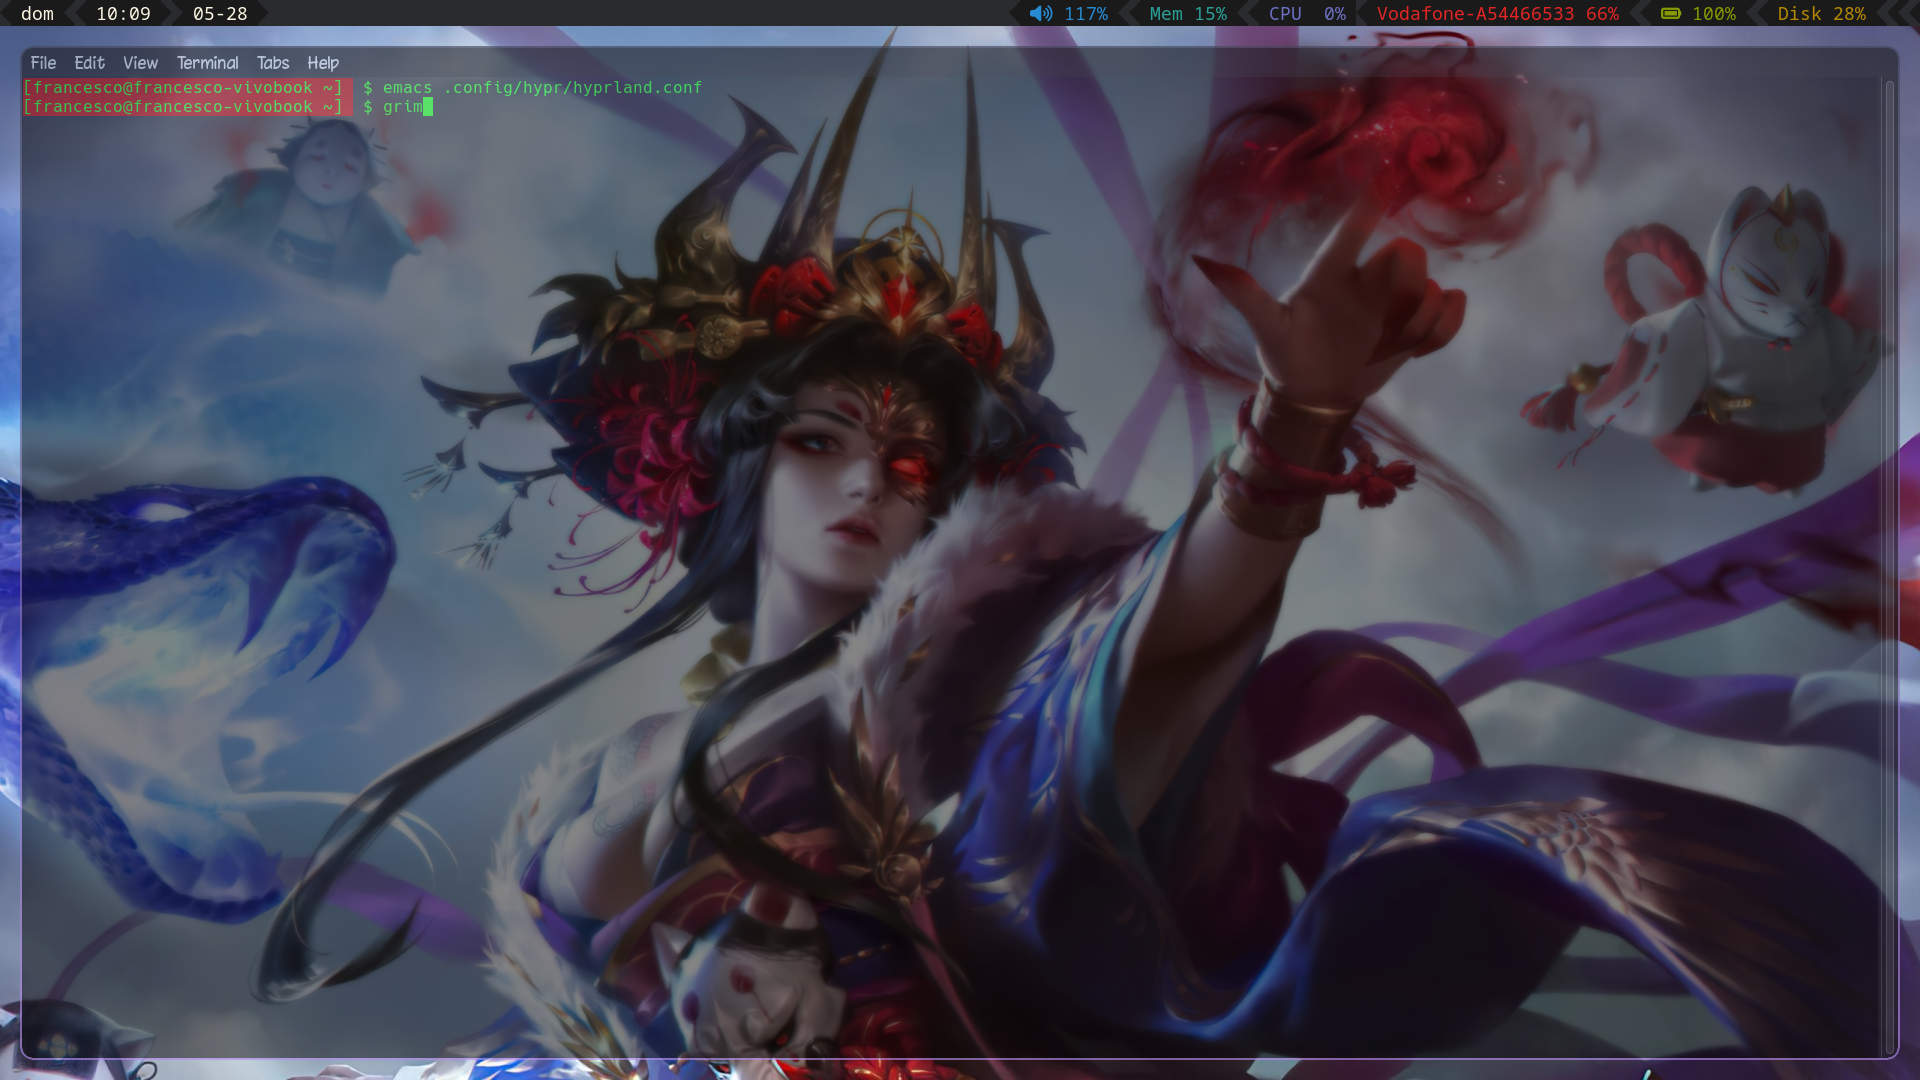 dom 10:09 05-28 117% Mem 15% CPU 0% Vodafone-A54466533 66% 100% Disk 28%
File Edit View Terminal Tabs Help
[francesco@francesco-vivobook ~] $ emacs .config/hypr/hyprland.conf
[francesco@francesco-vivobook ~] $ grim